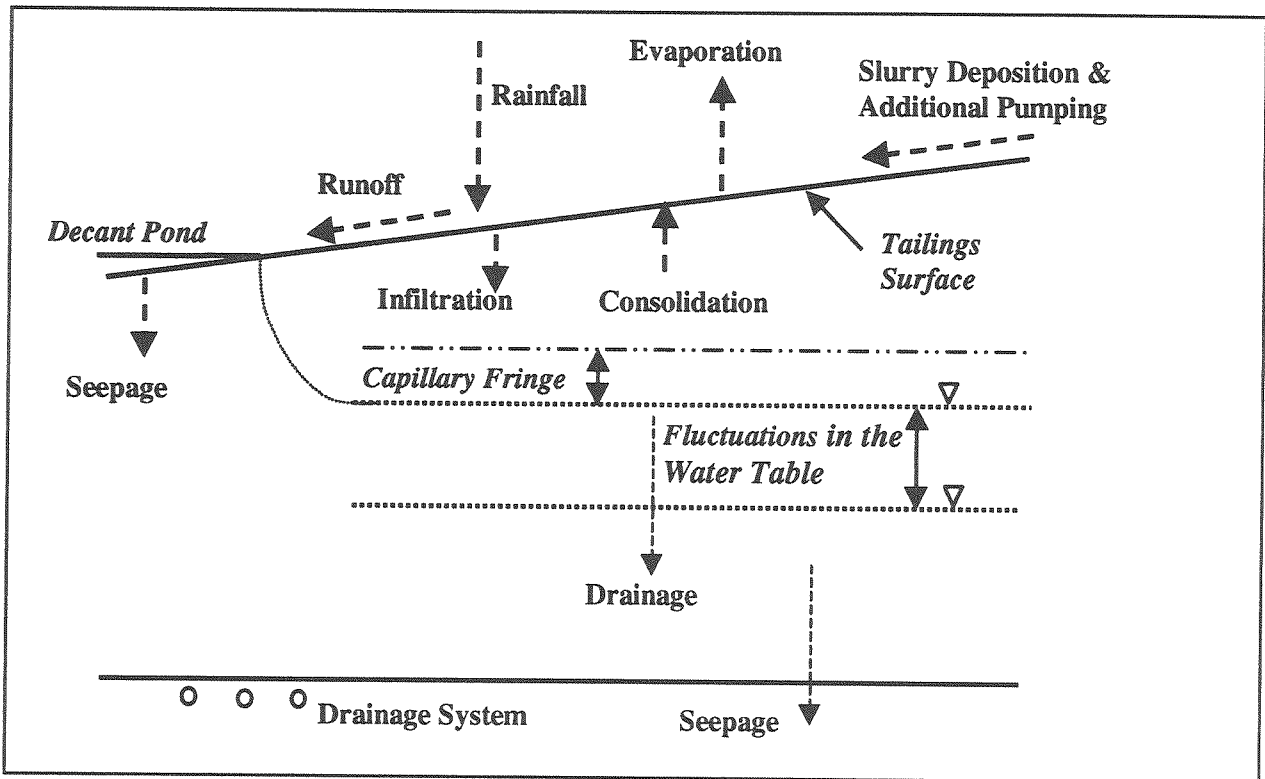 Evaporation
Slurry Deposition &
Additional Pumping
Rainfall
Runoff
Decant Pond
Tailings
Surface
Infiltration
Consolidation
Seepage
Capillary Fringe
Fluctuations in the
Water Table
Drainage
Drainage System
Seepage